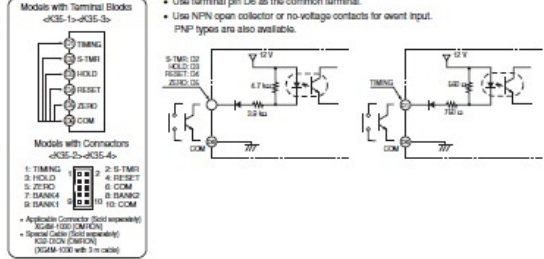 Models with Terminal Blocks
<K35-1><K35-3>
TIMING
S-TMR
HOLD
RESET
ZERO
COM
Models with Connectors
<K35-2><K35-4>
1: TIMING
2: S-TMR
3: HOLD
4: RESET
5: ZERO
6: COM
7: BANK4
8: BANK2
9: BANK1
10: COM
1
2
9
10
• Applicable Connector (Sold separately)
XG4M-1030 (OMRON)
• Special Cable (Sold separately)
K32-DICN (OMRON)
(XG4M-1030 with 3 m cable)
• Use terminal pin D6 as the common terminal.
• Use NPN open collector or no-voltage contacts for event input.
PNP types are also available.
S-TMR: D2
HOLD: D3
RESET: D4
ZERO: D5
12 V
4.7 kΩ
3.9 kΩ
COM
TIMING
12 V
560 Ω
750 Ω
COM